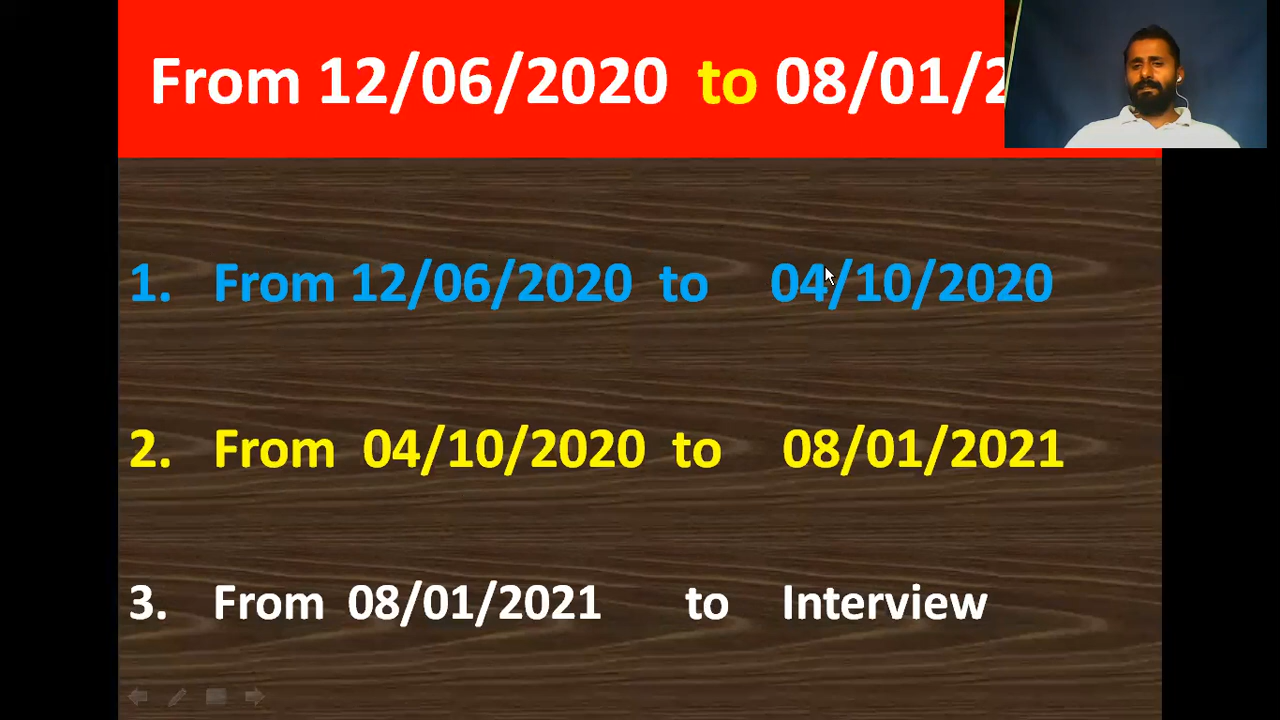 From 12/06/2020 to 08/01/2
1. From 12/06/2020 to 04/10/2020
2. From 04/10/2020 to 08/01/2021
3. From 08/01/2021 to Interview